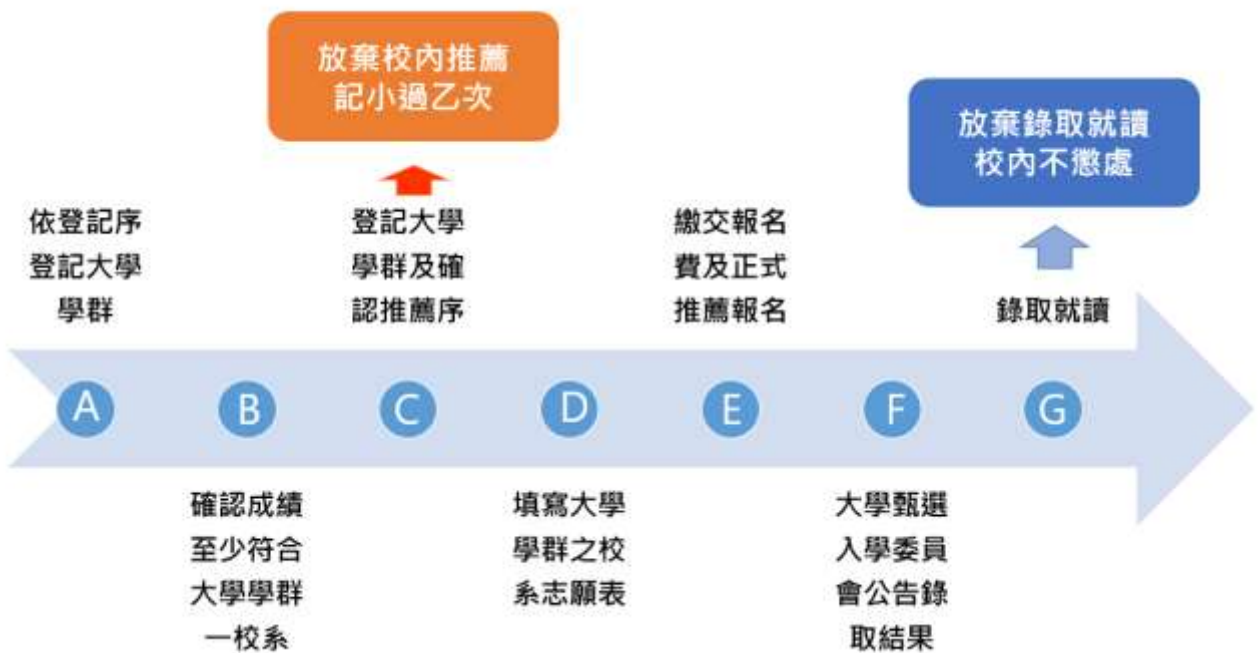 放棄校內推薦
記小過乙次
放棄錄取就讀
校內不懲處
依登記序
登記大學
學群
登記大學
學群及確
認推薦序
繳交報名
費及正式
推薦報名
錄取就讀
A
B
C
D
E
F
G
確認成績
至少符合
大學學群
一校系
填寫大學
學群之校
系志願表
大學甄選
入學委員
會公告錄
取結果